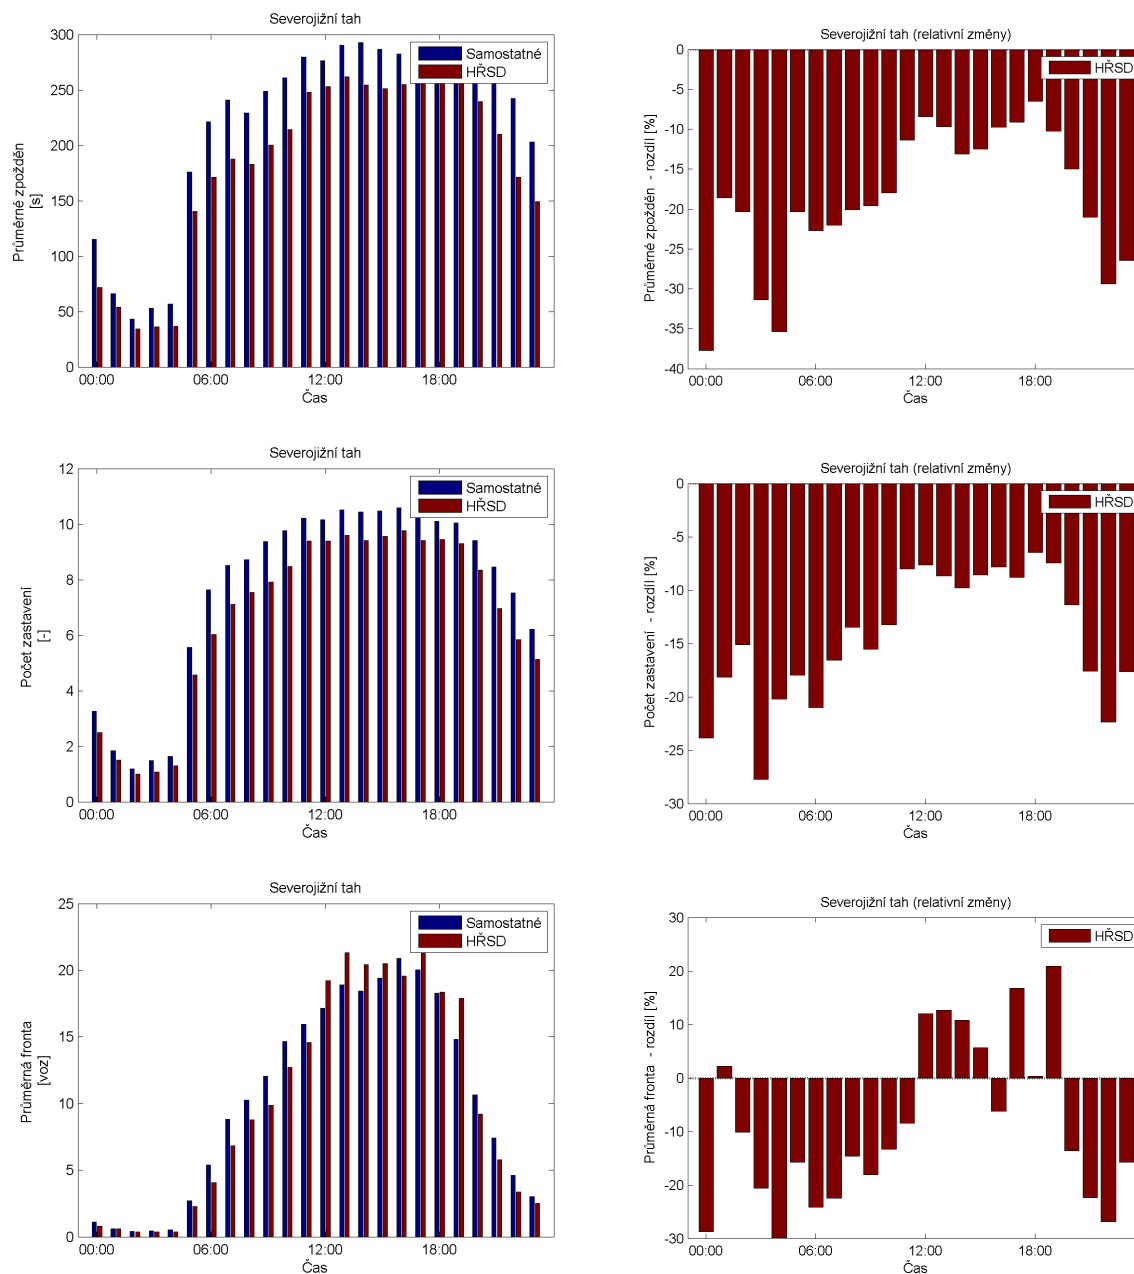 Severojižní tah
300
250
200
150
100
50
0
Průměrné zpožděn
[s]
Samostatné
HŘSD
00:00 06:00 12:00 18:00
Čas
Severojižní tah (relativní změny)
0
-5
-10
-15
-20
-25
-30
-35
-40
Průměrné zpožděn - rozdíl [%]
HŘSD
00:00 06:00 12:00 18:00
Čas
Severojižní tah
12
10
8
6
4
2
0
Počet zastavení
[-]
Samostatné
HŘSD
00:00 06:00 12:00 18:00
Čas
Severojižní tah (relativní změny)
0
-5
-10
-15
-20
-25
-30
Počet zastavení - rozdíl [%]
HŘSD
00:00 06:00 12:00 18:00
Čas
Severojižní tah
25
20
15
10
5
0
Průměrná fronta
[voz]
Samostatné
HŘSD
00:00 06:00 12:00 18:00
Čas
Severojižní tah (relativní změny)
30
20
10
0
-10
-20
-30
Průměrná fronta - rozdíl [%]
HŘSD
00:00 06:00 12:00 18:00
Čas